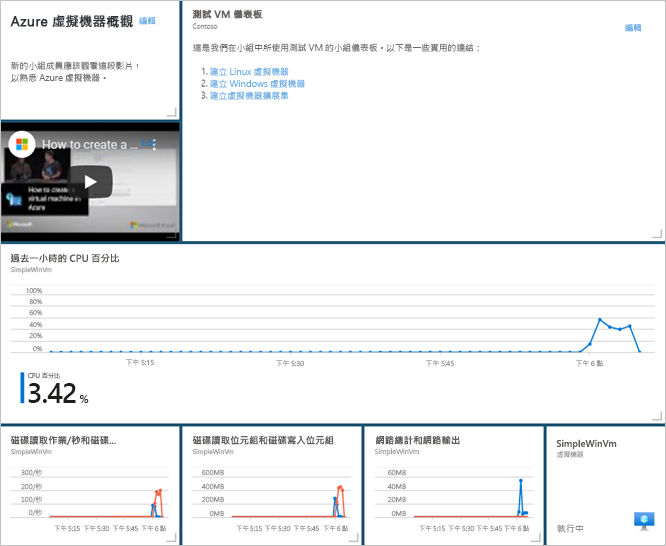 Azure 虛擬機器概觀 編輯
新的小組成員應該觀看這段影片，
以熟悉 Azure 虛擬機器。
How to create a ...
How to create a
virtual machine in
Azure
Microsoft
測試 VM 儀表板
Contoso
編輯
這是我們在小組中所使用測試 VM 的小組儀表板。以下是一些實用的連結：
1. 建立 Linux 虛擬機器
2. 建立 Windows 虛擬機器
3. 建立虛擬機器擴展集
過去一小時的 CPU 百分比
SimpleWinVm
100%
80%
60%
40%
20%
0%
下午 5:15 下午 5:30 下午 5:45 下午 6 點
CPU 百分比
3.42 %
磁碟讀取作業/秒和磁碟...
SimpleWinVm
300/秒
200/秒
100/秒
0/秒
下午 5:15 下午 5:30 下午 5:45 下午 6 點
磁碟讀取位元組和磁碟寫入位元組
SimpleWinVm
600MB
400MB
200MB
0MB
下午 5:15 下午 5:30 下午 5:45 下午 6 點
網路總計和網路輸出
SimpleWinVm
60MB
40MB
20MB
0MB
下午 5:15 下午 5:30 下午 5:45 下午 6 點
SimpleWinVm
虛擬機器
執行中